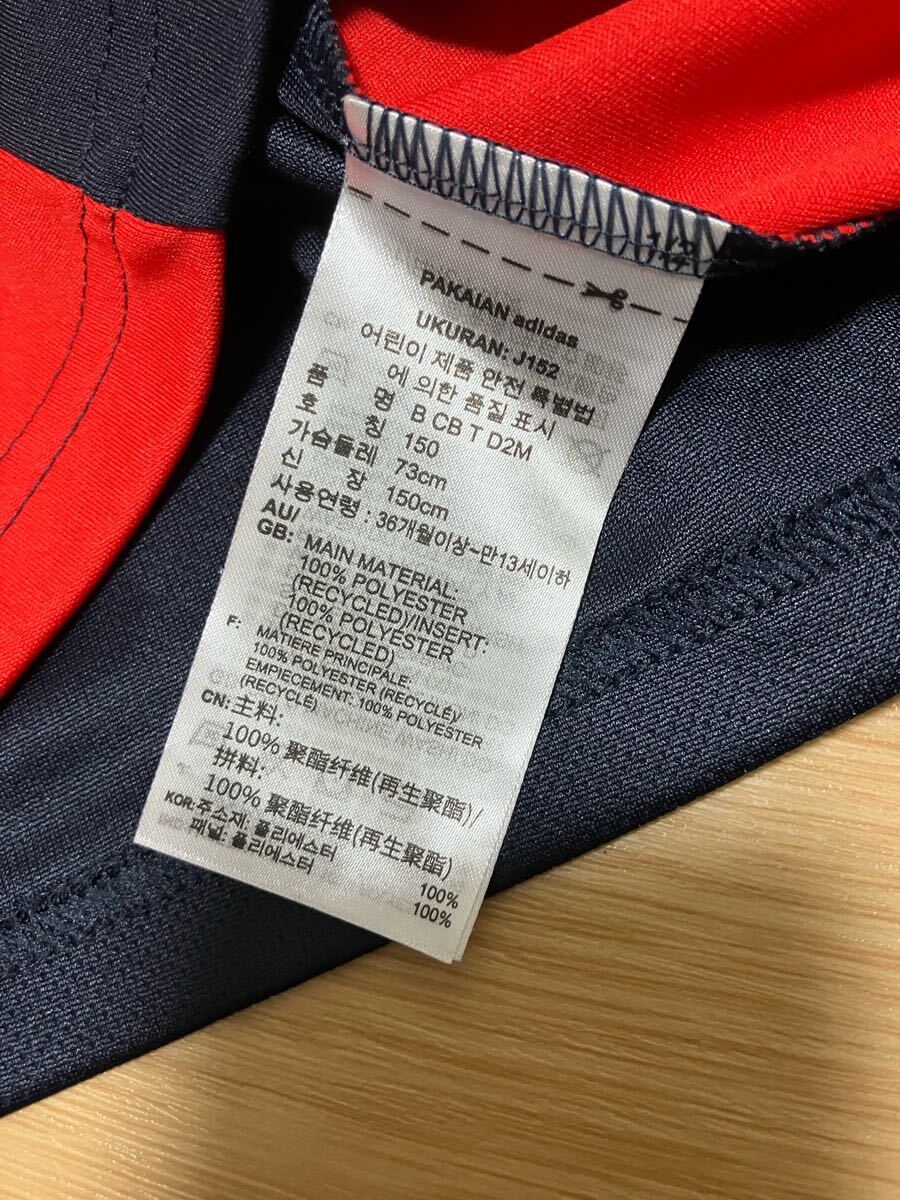 1/2
PAKAIAN adidas
UKURAN: J152
어린이 제품 안전 특별법
에 의한 품질 표시
품 명 B CB T D2M
호 칭 150
가슴둘레 73cm
신 장 150cm
사용연령 : 36개월이상~만13세이하
AU/
GB: MAIN MATERIAL:
100% POLYESTER
(RECYCLED)/INSERT:
100% POLYESTER
(RECYCLED)
F: MATIERE PRINCIPALE:
100% POLYESTER (RECYCLÉ)/
EMPIECEMENT: 100% POLYESTER
(RECYCLÉ)
CN: 主料:
100% 聚酯纤维(再生聚酯)/
拼料:
100% 聚酯纤维(再生聚酯)
KOR: 주소재: 폴리에스터 100%
패널: 폴리에스터 100%